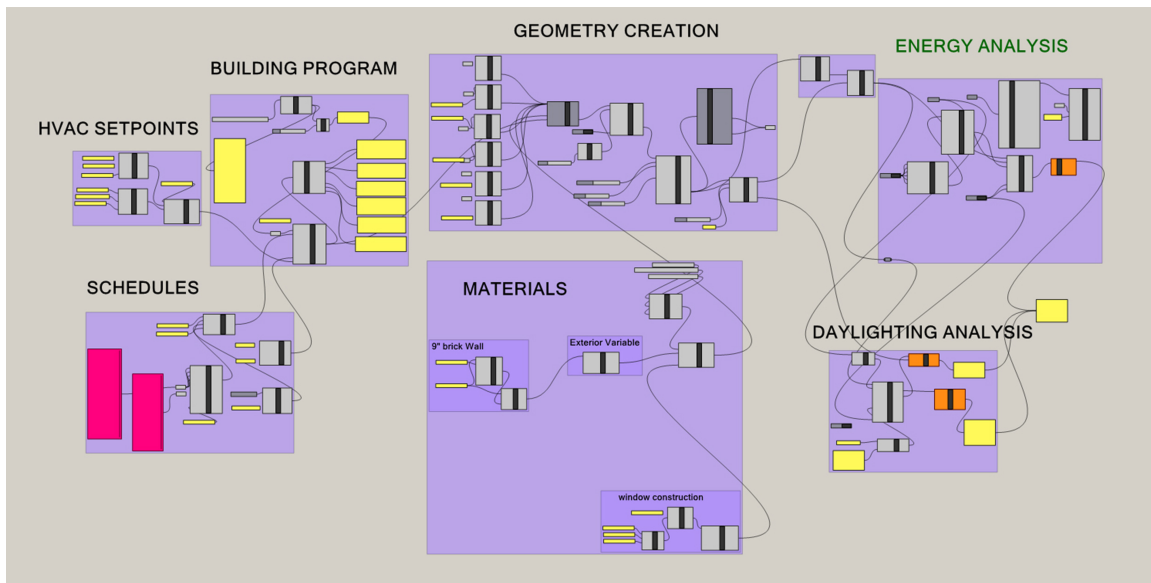 GEOMETRY CREATION
ENERGY ANALYSIS
BUILDING PROGRAM
HVAC SETPOINTS
SCHEDULES
MATERIALS
9" brick Wall
Exterior Variable
DAYLIGHTING ANALYSIS
window construction